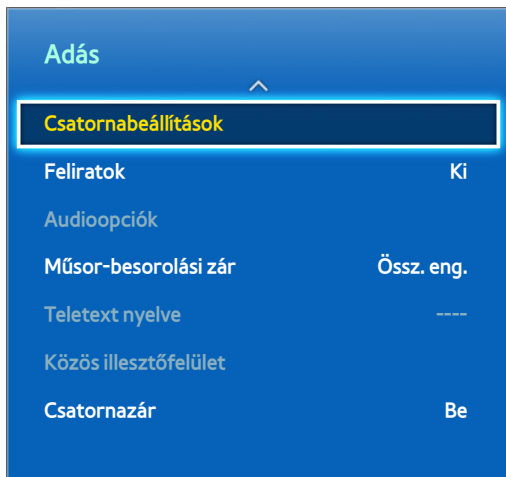 Adás
Csatornabeállítások
Feliratok Ki
Audioopciók
Műsor-besorolási zár Össz. eng.
Teletext nyelve ----
Közös illesztőfelület
Csatornazár Be